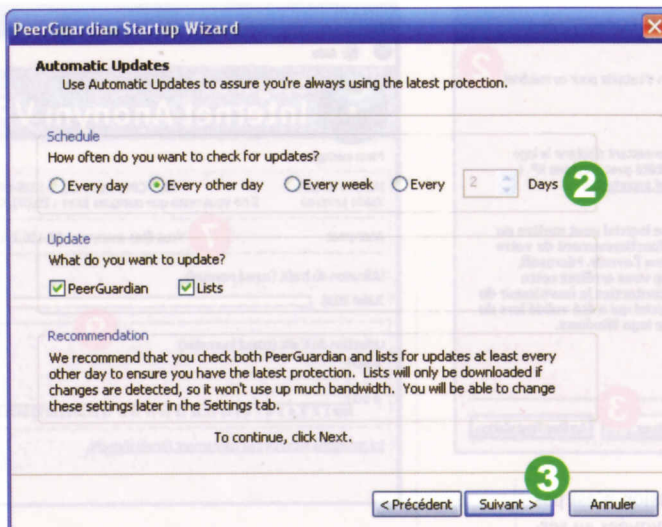 PeerGuardian Startup Wizard
Automatic Updates
Use Automatic Updates to assure you're always using the latest protection.
Schedule
How often do you want to check for updates?
Every day Every other day Every week Every 2 Days 2
Update
What do you want to update?
PeerGuardian Lists
Recommendation
We recommend that you check both PeerGuardian and lists for updates at least every
other day to ensure you have the latest protection. Lists will only be downloaded if
changes are detected, so it won't use up much bandwidth. You will be able to change
these settings later in the Settings tab.
To continue, click Next.
3
< Précédent Suivant > Annuler